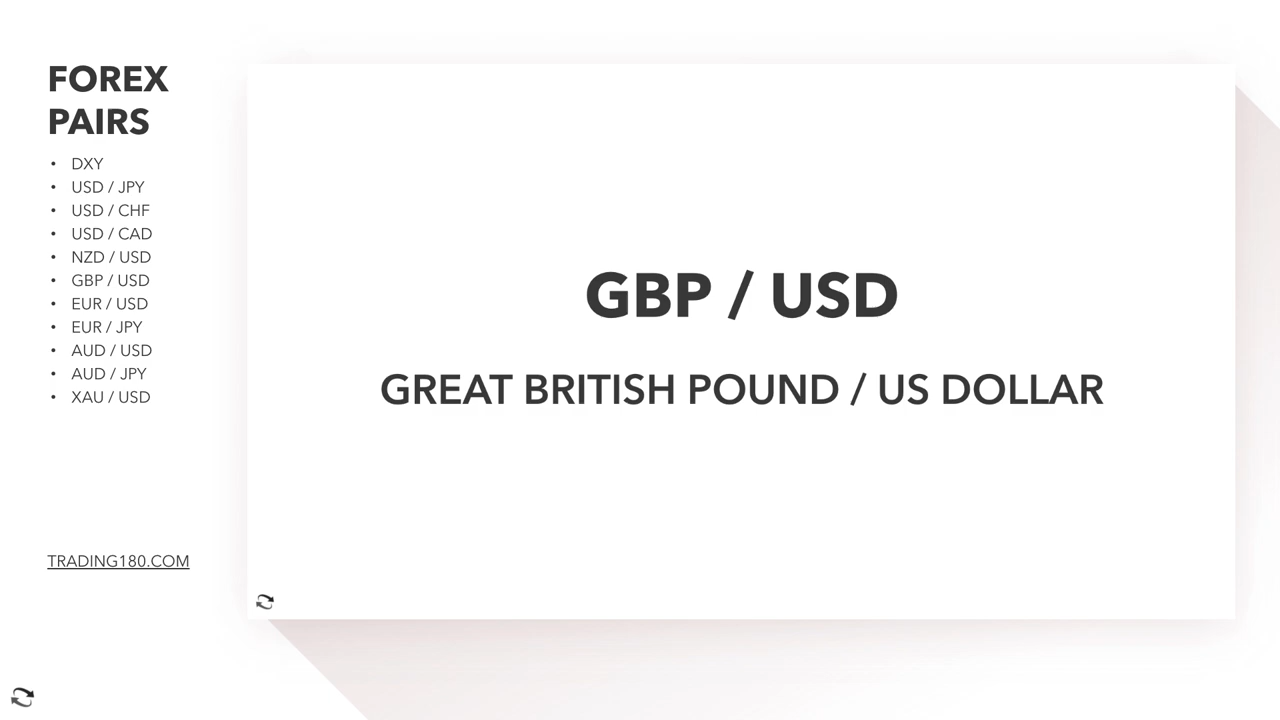 FOREX
PAIRS
• DXY
• USD / JPY
• USD / CHF
• USD / CAD
• NZD / USD
• GBP / USD
• EUR / USD
• EUR / JPY
• AUD / USD
• AUD / JPY
• XAU / USD
TRADING180.COM
GBP / USD
GREAT BRITISH POUND / US DOLLAR